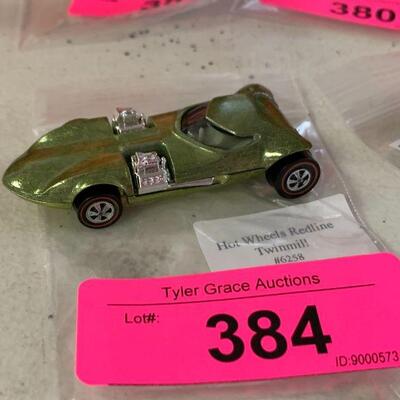 380
Hot Wheels Redline
Twinmill
#6258
Tyler Grace Auctions
Lot#:
384
ID:9000573